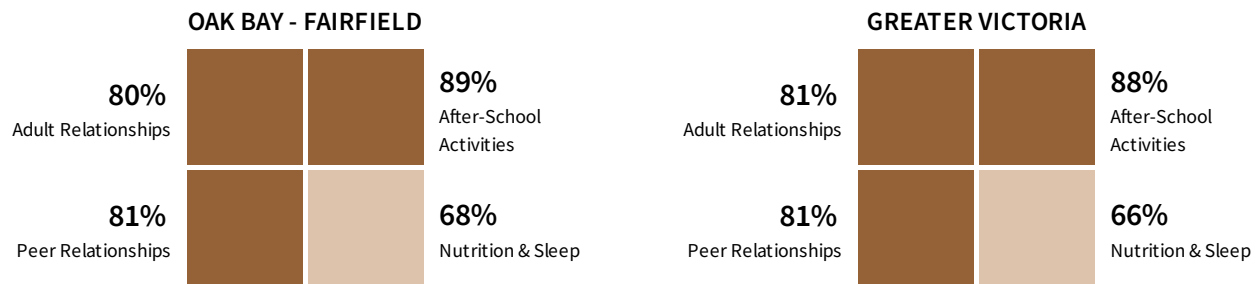 OAK BAY - FAIRFIELD
80%
Adult Relationships
89%
After-School
Activities
81%
Peer Relationships
68%
Nutrition & Sleep
GREATER VICTORIA
81%
Adult Relationships
88%
After-School
Activities
81%
Peer Relationships
66%
Nutrition & Sleep